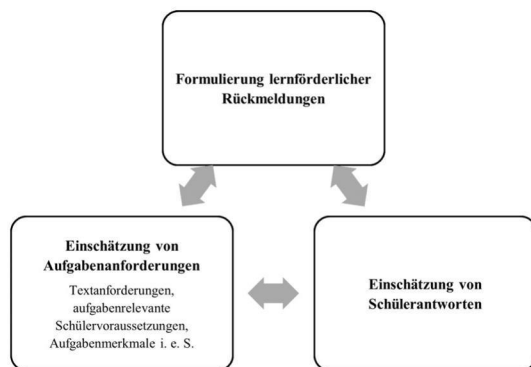 Formulierung lernförderlicher
Rückmeldungen
Einschätzung von
Aufgabenanforderungen
Textanforderungen,
aufgabenrelevante
Schülervoraussetzungen,
Aufgabenmerkmale i. e. S.
Einschätzung von
Schülerantworten